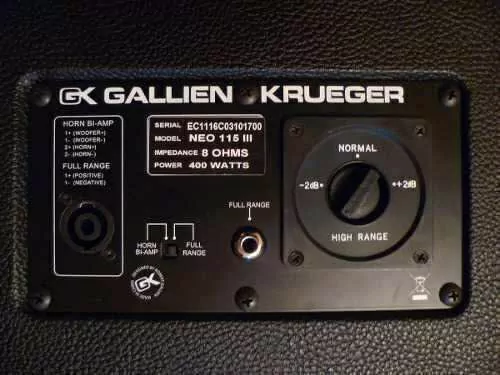 GK GALLIEN KRUEGER
HORN BI-AMP
1+ (WOOFER+)
1- (WOOFER-)
2+ (HORN+)
2- (HORN-)
FULL RANGE
1+ (POSITIVE)
1- (NEGATIVE)
SERIAL EC1116C03101700
MODEL NEO 115 III
IMPEDANCE 8 OHMS
POWER 400 WATTS
NORMAL
-2dB +2dB
HIGH RANGE
FULL RANGE
HORN BI-AMP
FULL RANGE
GK